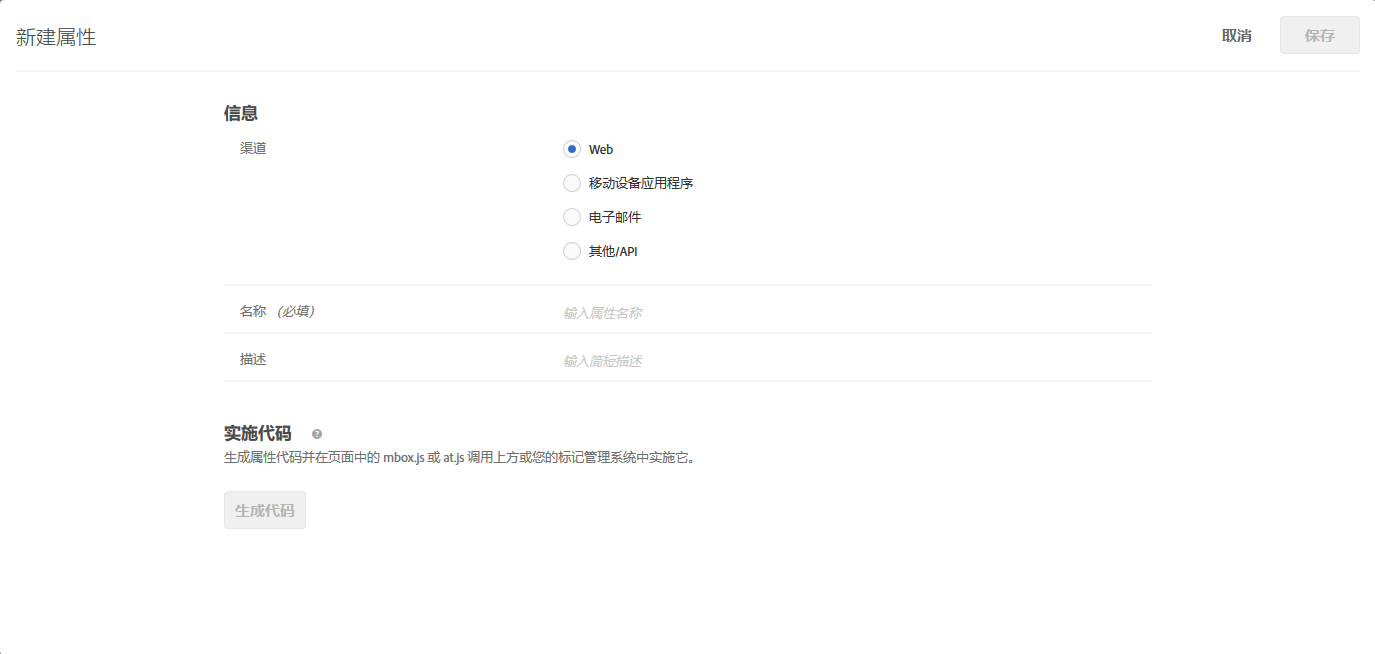 新建属性
取消
保存
信息
渠道
Web
移动设备应用程序
电子邮件
其他/API
名称 (必填)
输入属性名称
描述
输入简短描述
实施代码 ?
生成属性代码并在页面中的 mbox.js 或 at.js 调用上方或您的标记管理系统中实施它。
生成代码